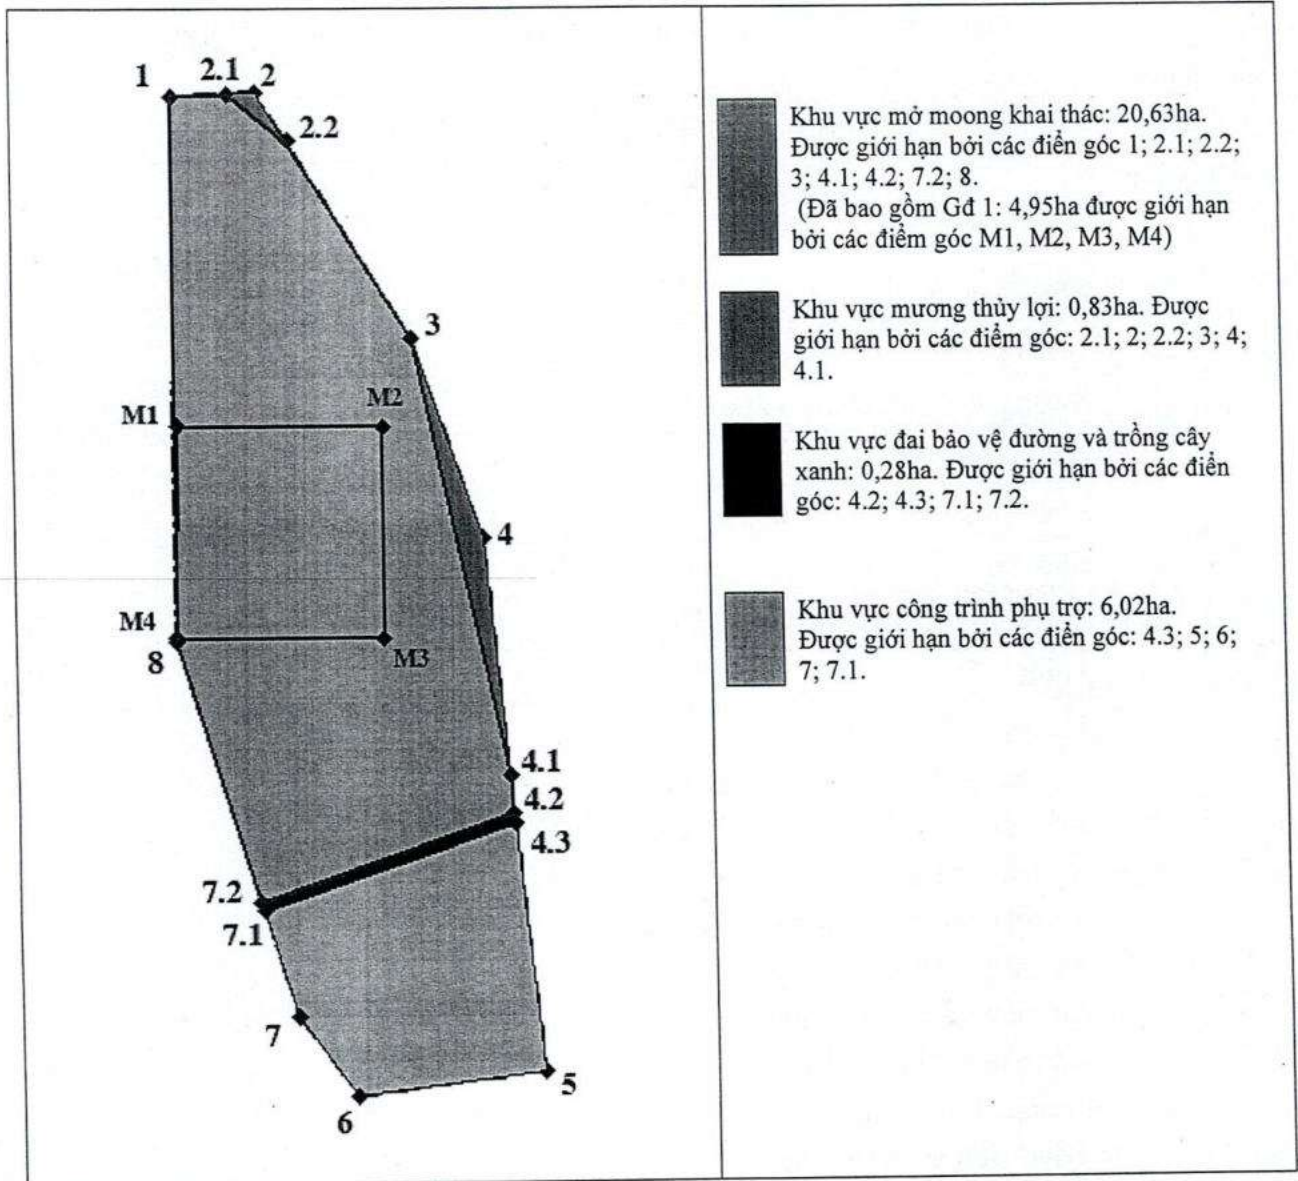 1
2.1
2
2.2
3
M1
M2
4
M4
8
M3
4.1
4.2
4.3
7.2
7.1
7
5
6
Khu vực mở moong khai thác: 20,63ha.
Được giới hạn bởi các điển góc 1; 2.1; 2.2;
3; 4.1; 4.2; 7.2; 8.
(Đã bao gồm Gđ 1: 4,95ha được giới hạn
bởi các điểm góc M1, M2, M3, M4)
Khu vực mương thủy lợi: 0,83ha. Được
giới hạn bởi các điểm góc: 2.1; 2; 2.2; 3; 4;
4.1.
Khu vực đai bảo vệ đường và trồng cây
xanh: 0,28ha. Được giới hạn bởi các điển
góc: 4.2; 4.3; 7.1; 7.2.
Khu vực công trình phụ trợ: 6,02ha.
Được giới hạn bởi các điển góc: 4.3; 5; 6;
7; 7.1.